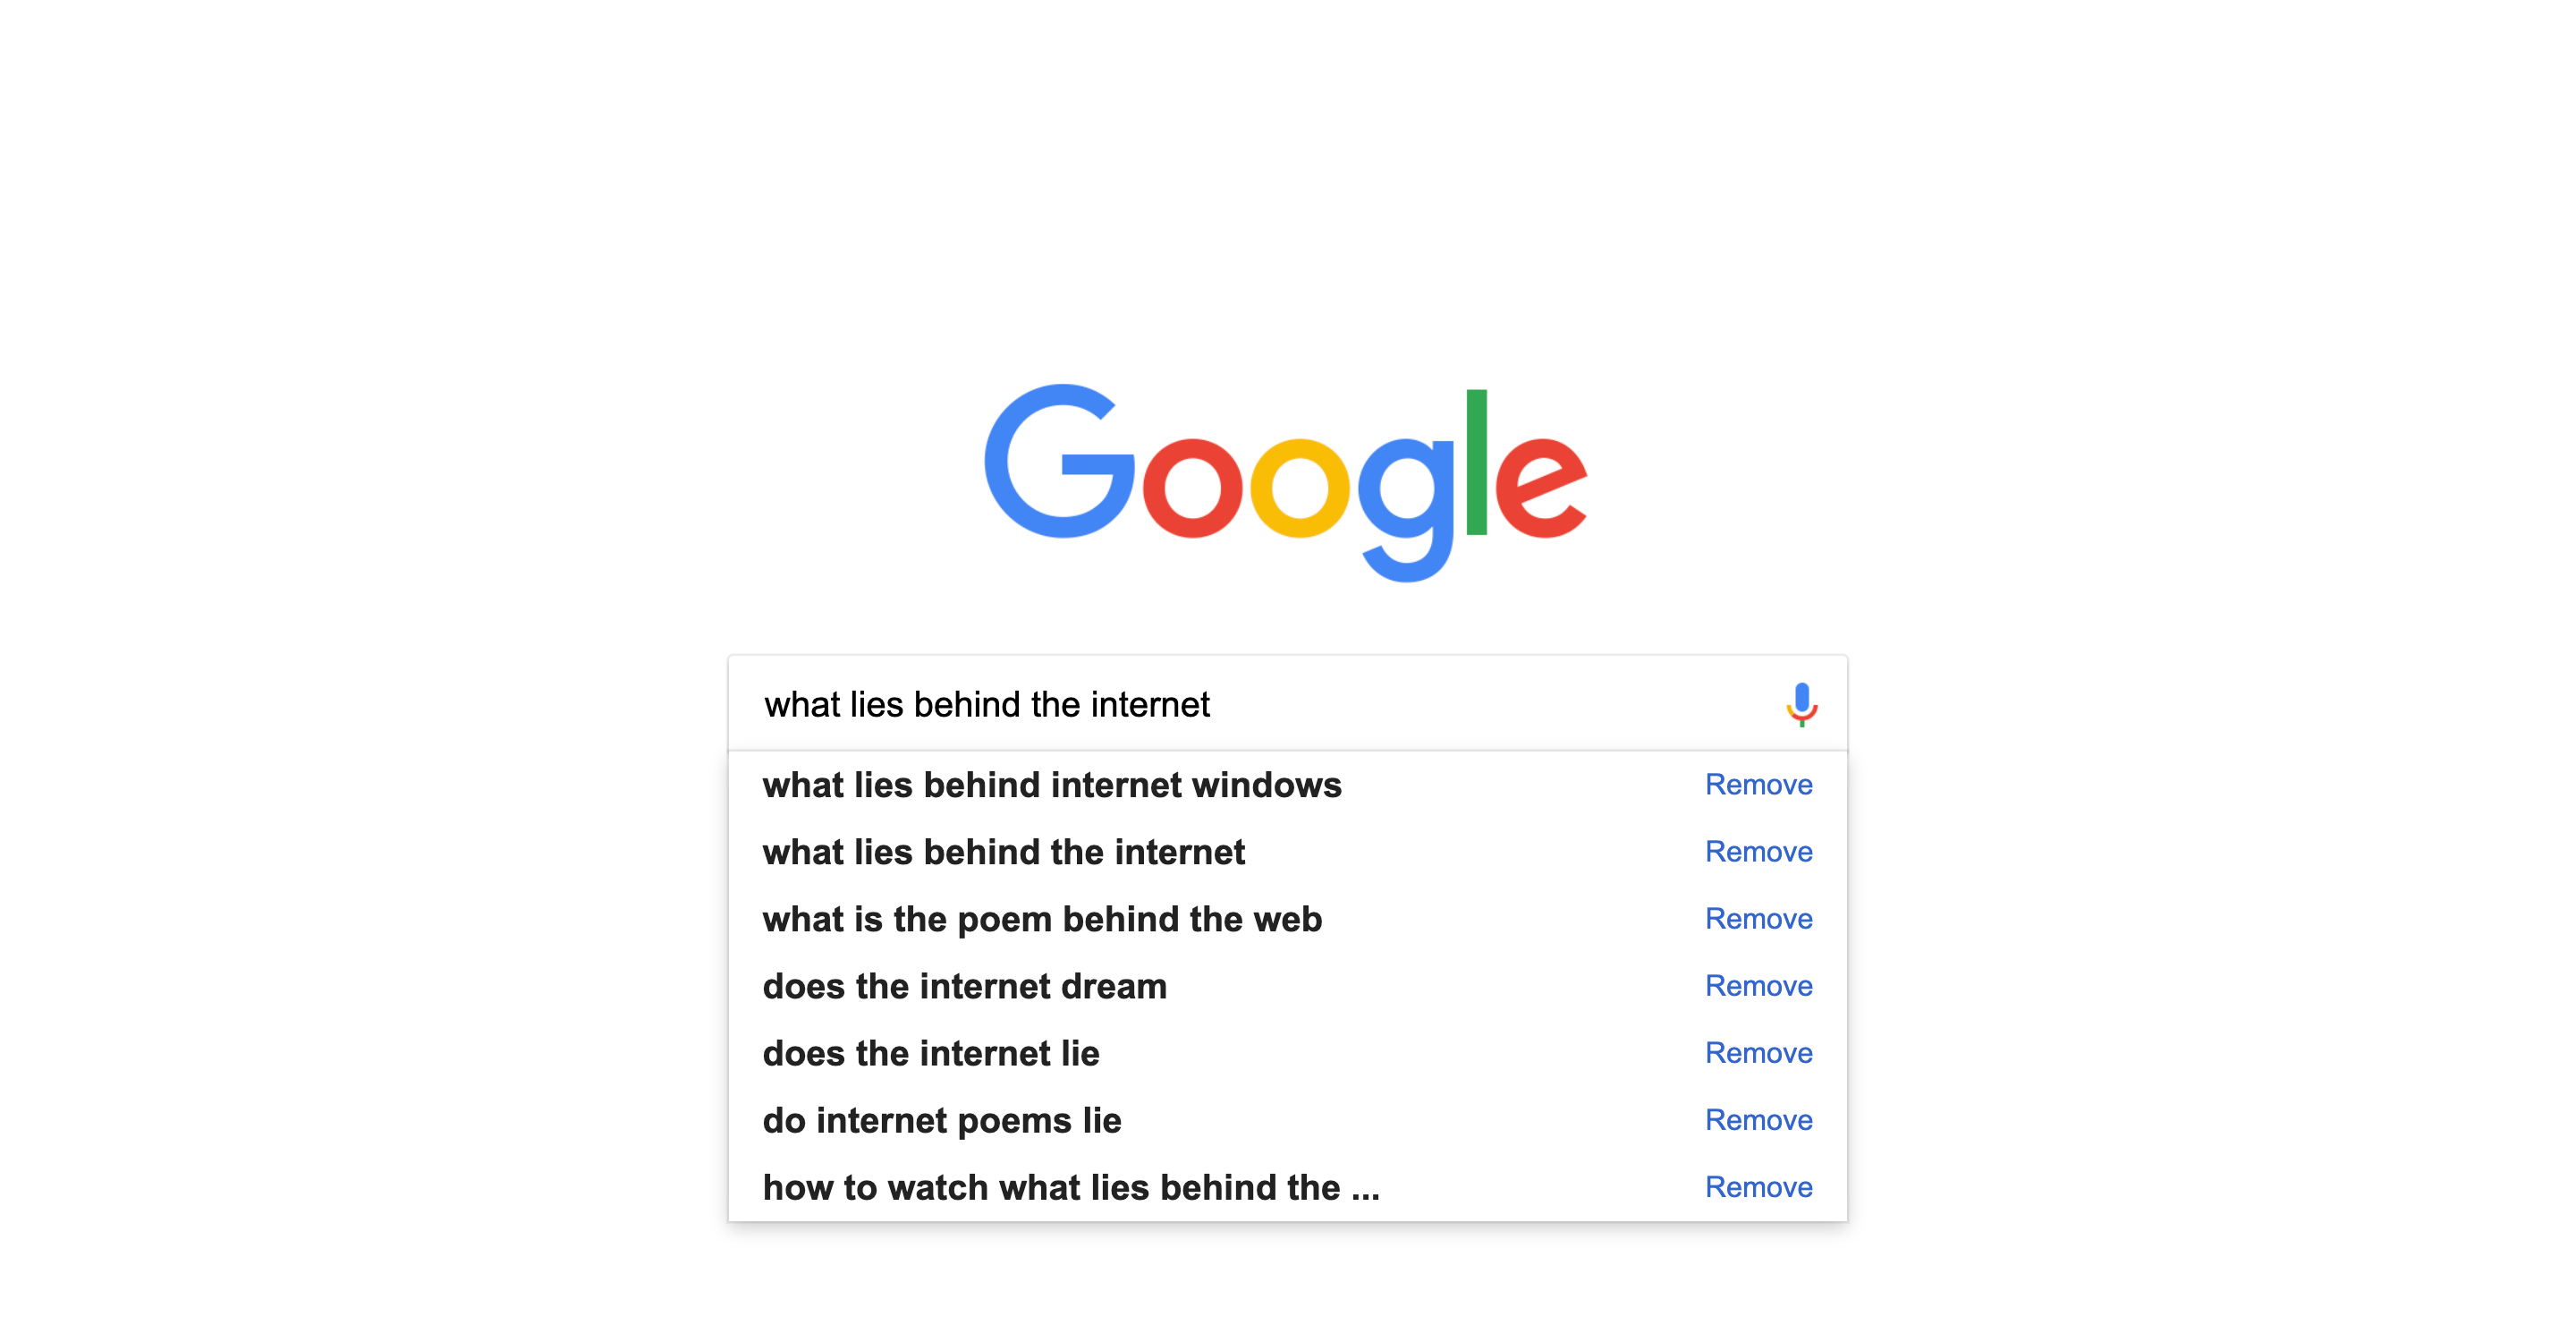 Google
what lies behind the internet
what lies behind internet windows Remove
what lies behind the internet Remove
what is the poem behind the web Remove
does the internet dream Remove
does the internet lie Remove
do internet poems lie Remove
how to watch what lies behind the ... Remove